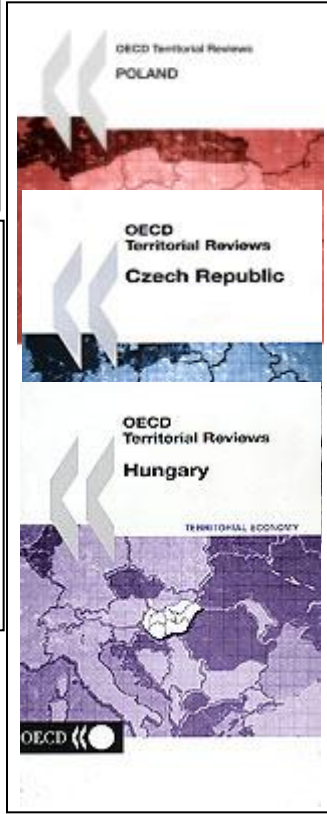 OECD Territorial Reviews
POLAND
OECD
Territorial Reviews
Czech Republic
OECD
Territorial Reviews
Hungary
TERRITORIAL ECONOMY
OECD